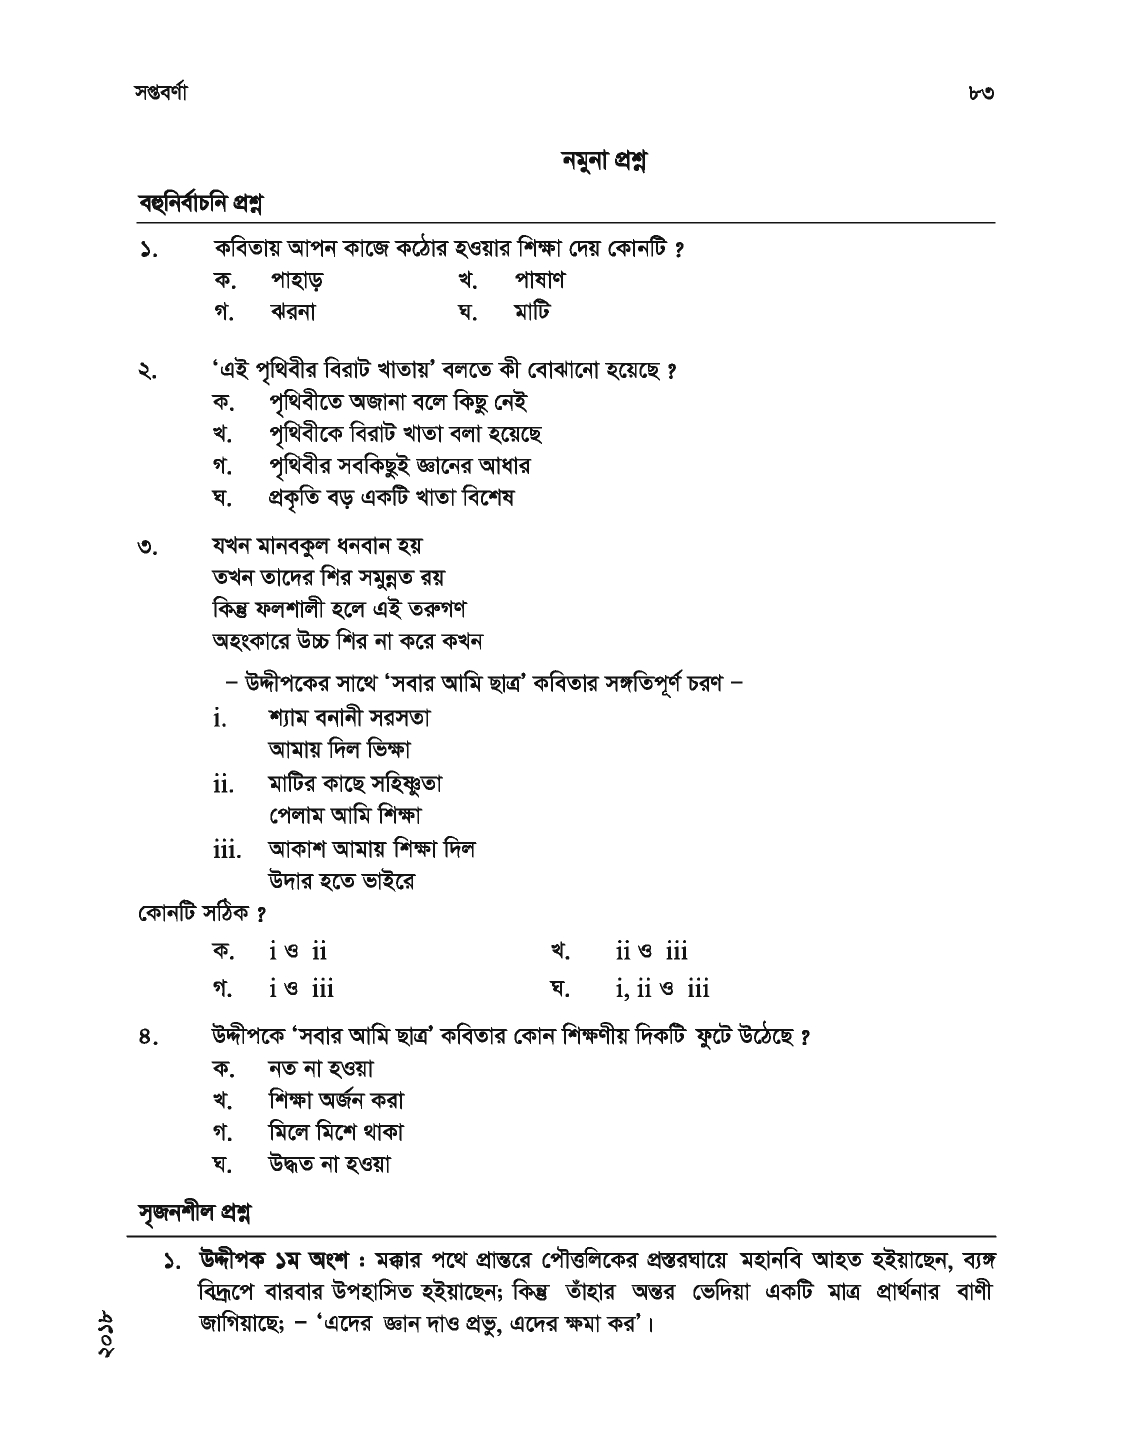 সপ্তবর্ণা ৮৩
নমুনা প্রশ্ন
বহুনির্বাচনি প্রশ্ন
১. কবিতায় আপন কাজে কঠোর হওয়ার শিক্ষা দেয় কোনটি ?
ক. পাহাড় খ. পাষাণ
গ. ঝরনা ঘ. মাটি
২. ‘এই পৃথিবীর বিরাট খাতায়’ বলতে কী বোঝানো হয়েছে ?
ক. পৃথিবীতে অজানা বলে কিছু নেই
খ. পৃথিবীকে বিরাট খাতা বলা হয়েছে
গ. পৃথিবীর সবকিছুই জ্ঞানের আধার
ঘ. প্রকৃতি বড় একটি খাতা বিশেষ
৩. যখন মানবকুল ধনবান হয়
তখন তাদের শির সমুন্নত রয়
কিন্তু ফলশালী হলে এই তরুগণ
অহংকারে উচ্চ শির না করে কখন
– উদ্দীপকের সাথে ‘সবার আমি ছাত্র’ কবিতার সঙ্গতিপূর্ণ চরণ –
i. শ্যাম বনানী সরসতা
আমায় দিল ভিক্ষা
ii. মাটির কাছে সহিষ্ণুতা
পেলাম আমি শিক্ষা
iii. আকাশ আমায় শিক্ষা দিল
উদার হতে ভাইরে
কোনটি সঠিক ?
ক. i ও ii খ. ii ও iii
গ. i ও iii ঘ. i, ii ও iii
৪. উদ্দীপকে ‘সবার আমি ছাত্র’ কবিতার কোন শিক্ষণীয় দিকটি ফুটে উঠেছে ?
ক. নত না হওয়া
খ. শিক্ষা অর্জন করা
গ. মিলে মিশে থাকা
ঘ. উদ্ধত না হওয়া
সৃজনশীল প্রশ্ন
১. উদ্দীপক ১ম অংশ : মক্কার পথে প্রান্তরে পৌত্তলিকের প্রস্তরঘায়ে মহানবি আহত হইয়াছেন, ব্যঙ্গ
বিদ্রূপে বারবার উপহাসিত হইয়াছেন; কিন্তু তাঁহার অন্তর ভেদিয়া একটি মাত্র প্রার্থনার বাণী
জাগিয়াছে; – ‘এদের জ্ঞান দাও প্রভু, এদের ক্ষমা কর’।
২০১৮